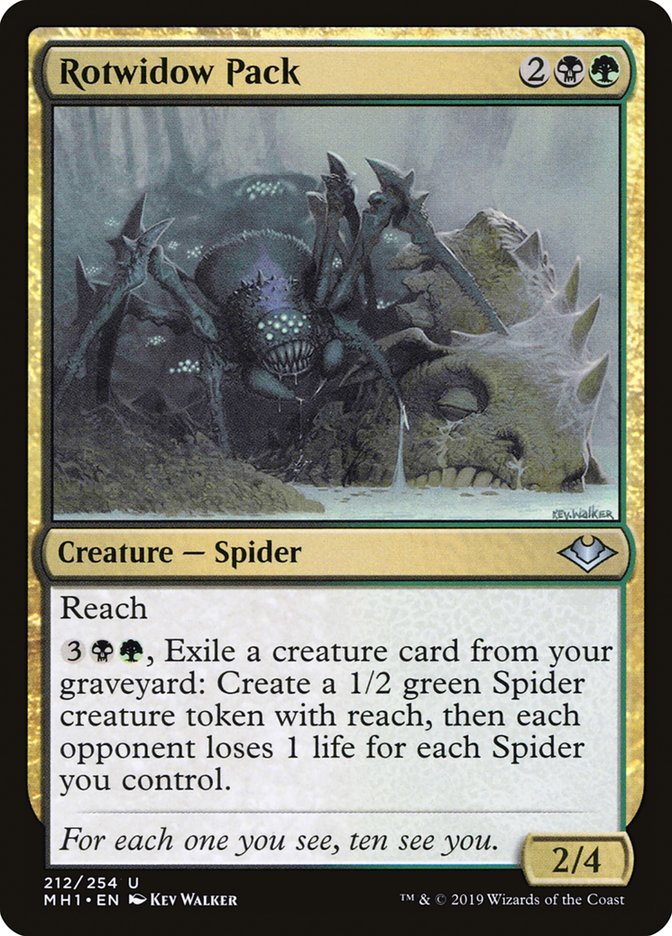 Rotwidow Pack 2
KEV. WALKER
Creature — Spider
Reach
3, Exile a creature card from your
graveyard: Create a 1/2 green Spider
creature token with reach, then each
opponent loses 1 life for each Spider
you control.
For each one you see, ten see you.
2/4
212/254 U
MH1 • EN Kev Walker
™ & © 2019 Wizards of the Coast